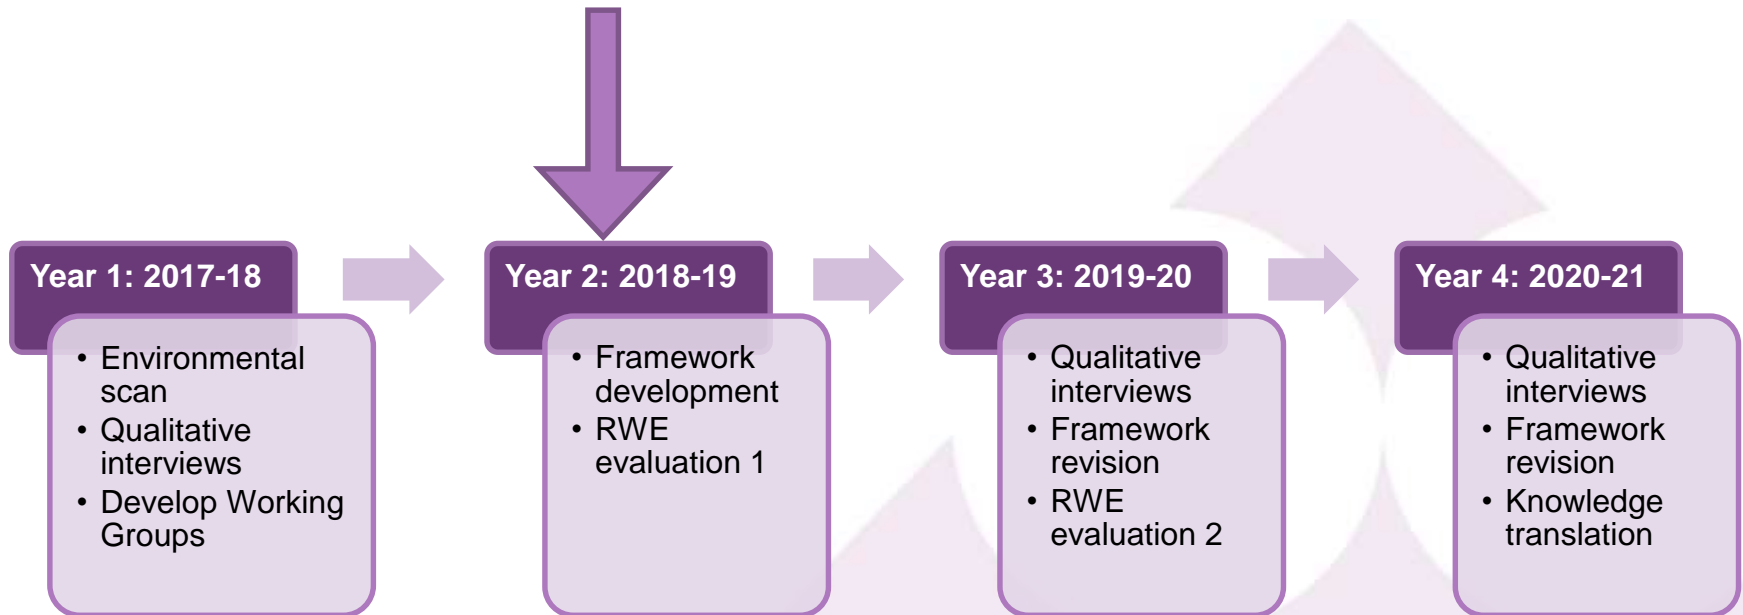 Year 1: 2017-18
• Environmental
scan
• Qualitative
interviews
• Develop Working
Groups
Year 2: 2018-19
• Framework
development
• RWE
evaluation 1
Year 3: 2019-20
• Qualitative
interviews
• Framework
revision
• RWE
evaluation 2
Year 4: 2020-21
• Qualitative
interviews
• Framework
revision
• Knowledge
translation